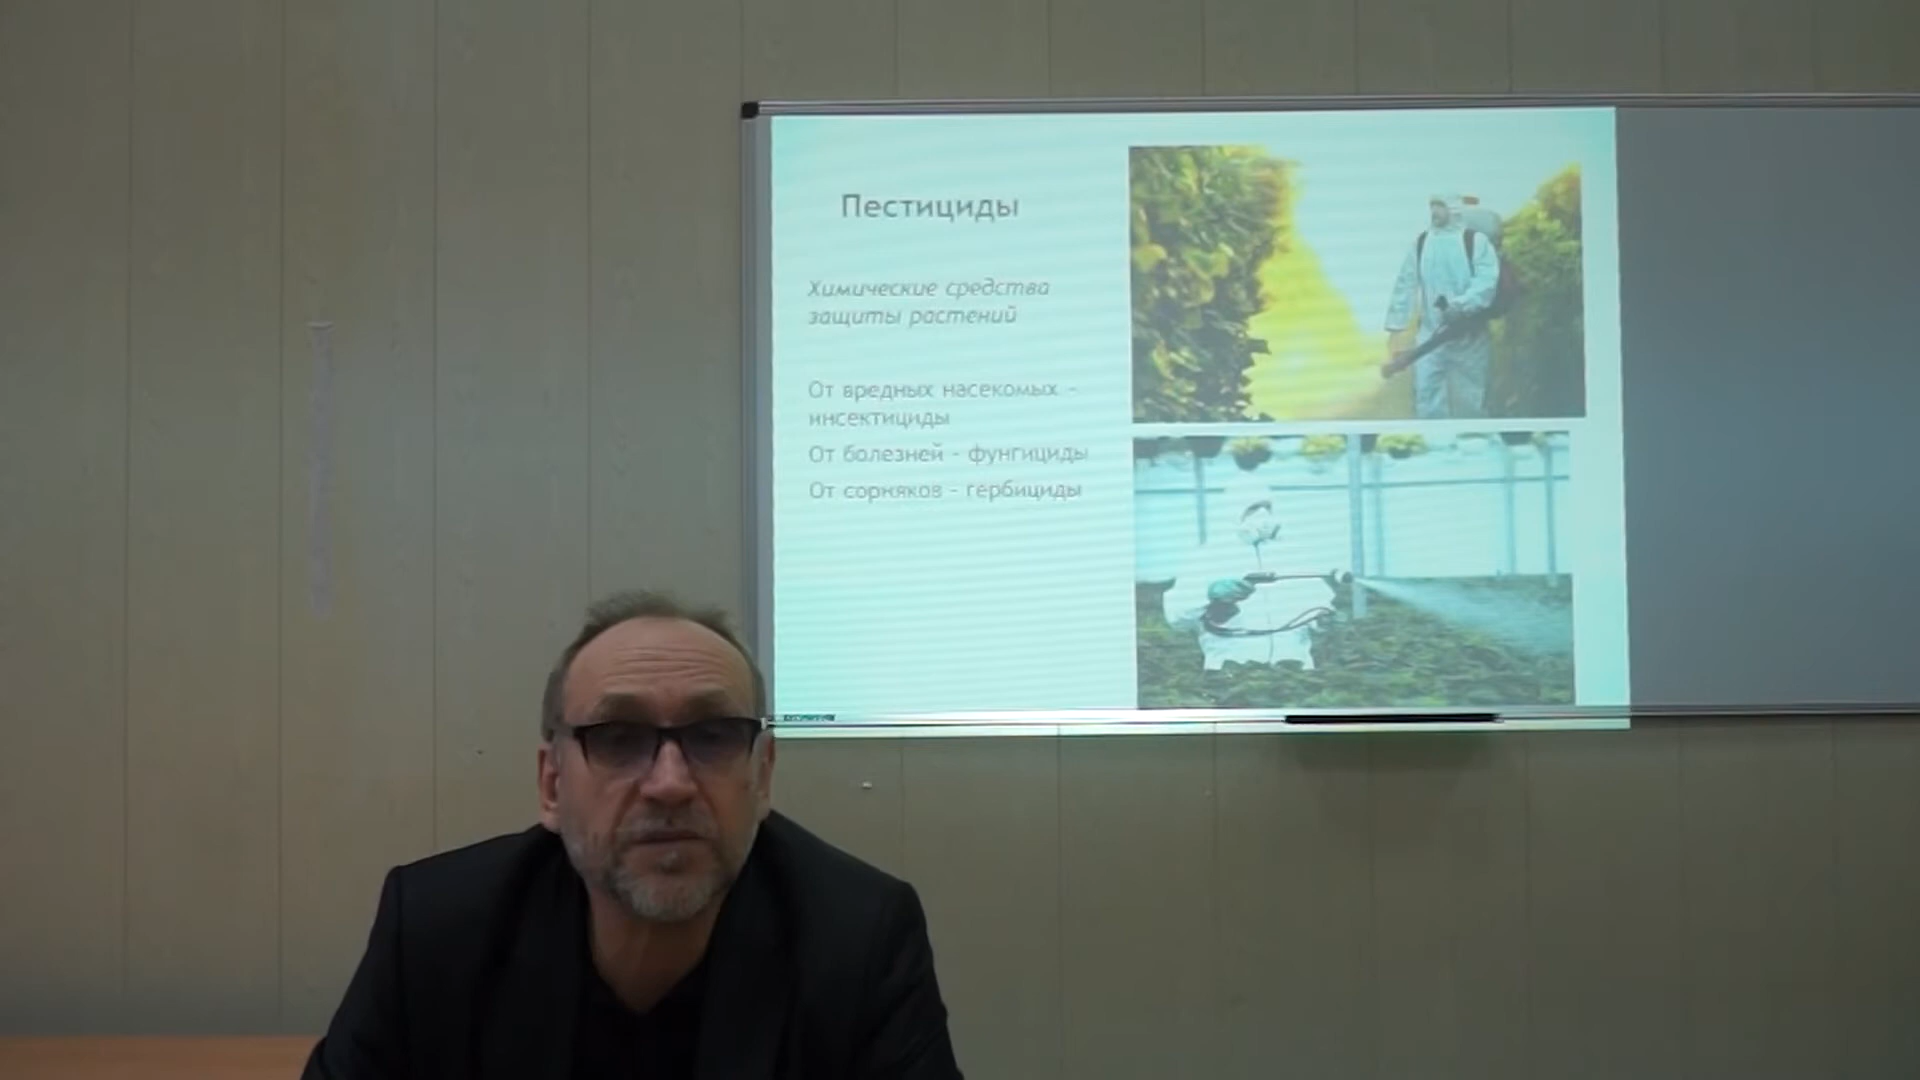 Пестициды
Химические средства
защиты растений
От вредных насекомых -
инсектициды
От болезней - фунгициды
От сорняков - гербициды